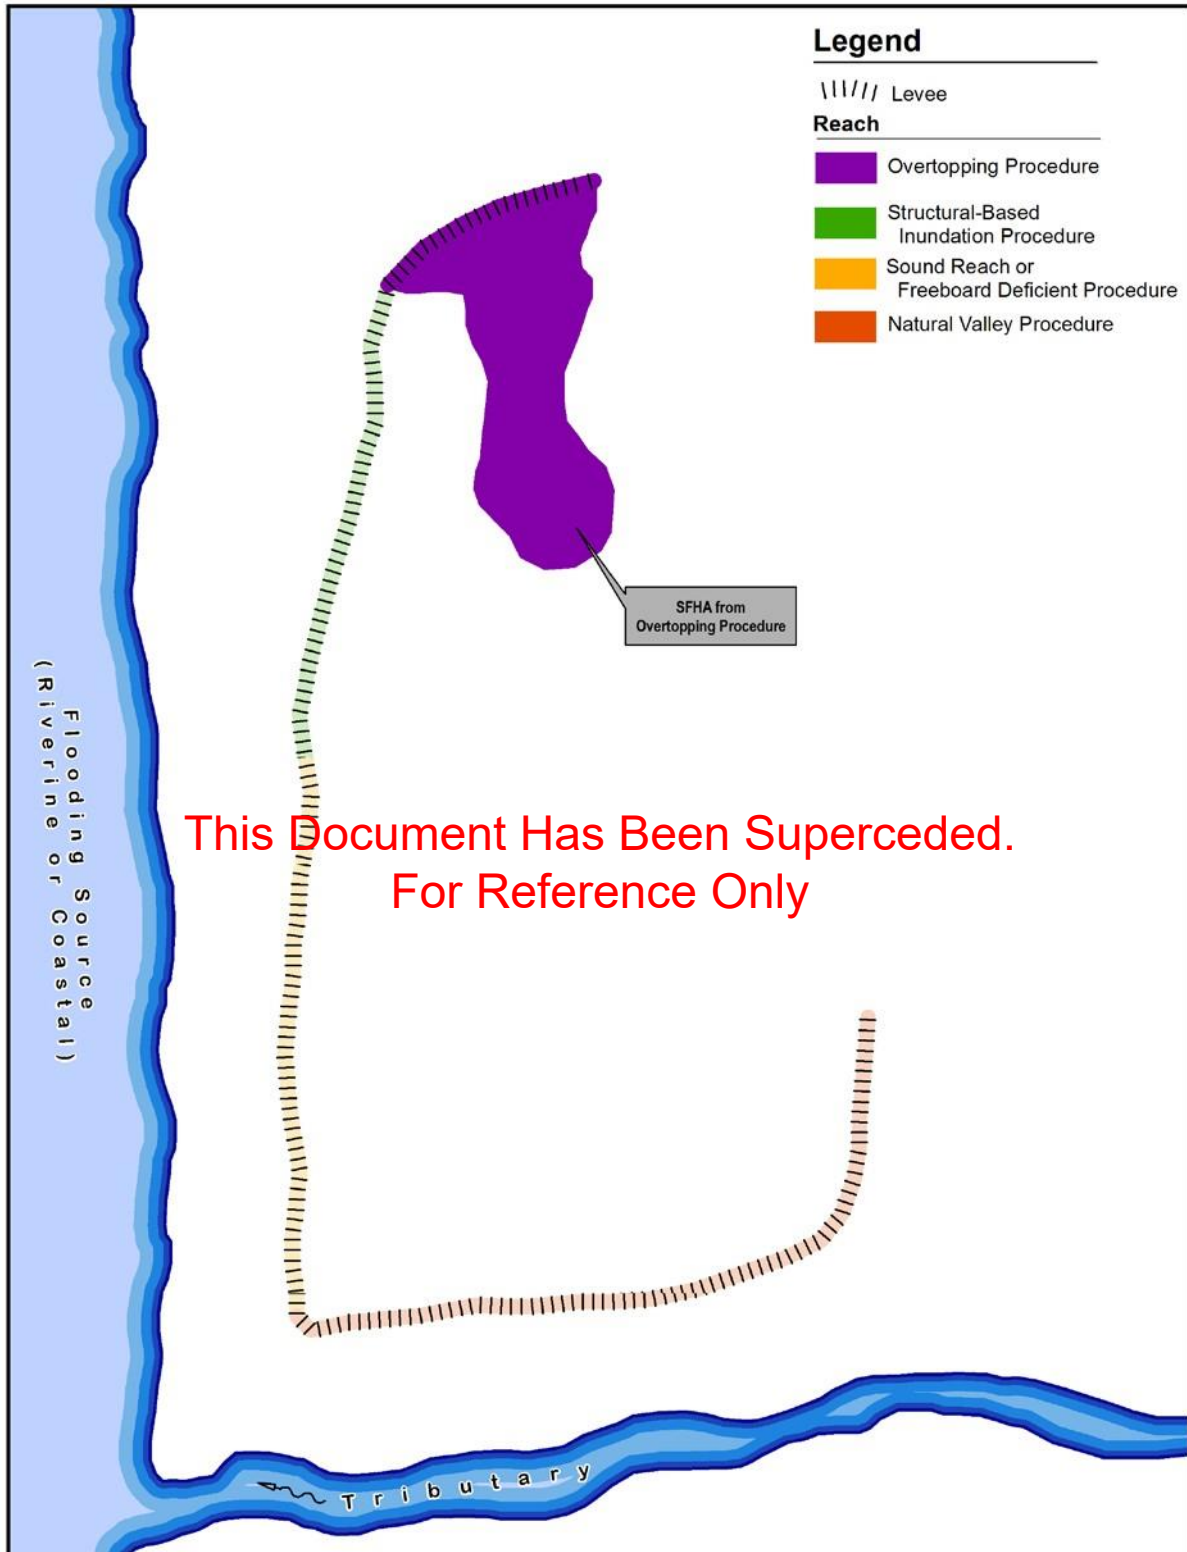 Legend
Levee
Reach
Overtopping Procedure
Structural-Based
Inundation Procedure
Sound Reach or
Freeboard Deficient Procedure
Natural Valley Procedure
SFHA from
Overtopping Procedure
Flooding Source
(Riverine or Coastal)
This Document Has Been Superceded.
For Reference Only
Tributary